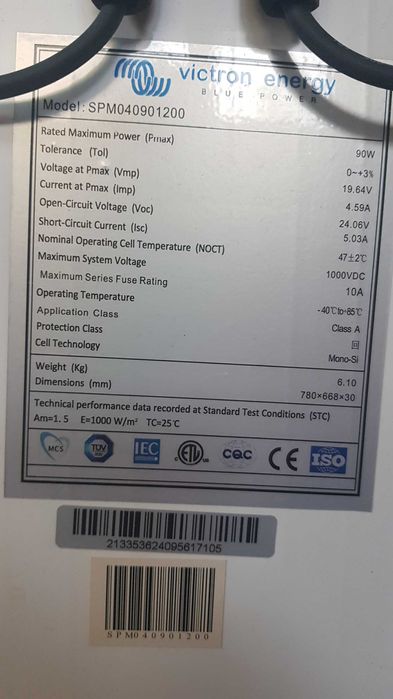 victron energy
BLUE POWER
Model: SPM040901200
Rated Maximum Power (Pmax) 90W
Tolerance (Tol) 0~+3%
Voltage at Pmax (Vmp) 19.64V
Current at Pmax (Imp) 4.59A
Open-Circuit Voltage (Voc) 24.06V
Short-Circuit Current (Isc) 5.03A
Nominal Operating Cell Temperature (NOCT) 47±2℃
Maximum System Voltage 1000VDC
Maximum Series Fuse Rating 10A
Operating Temperature -40℃to+85℃
Application Class Class A
Protection Class II
Cell Technology Mono-Si
Weight (Kg) 6.10
Dimensions (mm) 780×668×30
Technical performance data recorded at Standard Test Conditions (STC)
Am=1.5 E=1000 W/m² TC=25℃
MCS TÜV IEC ETL CQC CE ISO
213353624095617105
SPM040901200